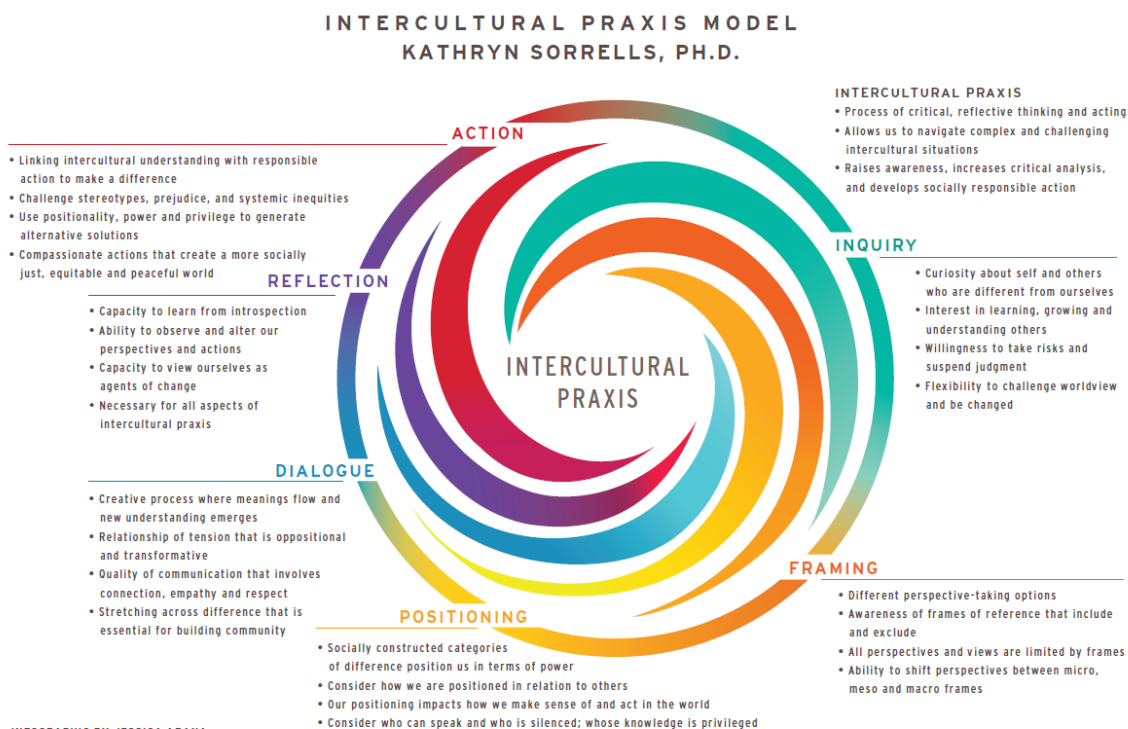 INTERCULTURAL PRAXIS MODEL
KATHRYN SORRELLS, PH.D.
INTERCULTURAL PRAXIS
• Process of critical, reflective thinking and acting
• Allows us to navigate complex and challenging
intercultural situations
• Raises awareness, increases critical analysis,
and develops socially responsible action
INQUIRY
• Curiosity about self and others
who are different from ourselves
• Interest in learning, growing and
understanding others
• Willingness to take risks and
suspend judgment
• Flexibility to challenge worldview
and be changed
FRAMING
• Different perspective-taking options
• Awareness of frames of reference that include
and exclude
• All perspectives and views are limited by frames
• Ability to shift perspectives between micro,
meso and macro frames
POSITIONING
• Socially constructed categories
of difference position us in terms of power
• Consider how we are positioned in relation to others
• Our positioning impacts how we make sense of and act in the world
• Consider who can speak and who is silenced; whose knowledge is privileged
DIALOGUE
• Creative process where meanings flow and
new understanding emerges
• Relationship of tension that is oppositional
and transformative
• Quality of communication that involves
connection, empathy and respect
• Stretching across difference that is
essential for building community
REFLECTION
• Capacity to learn from introspection
• Ability to observe and alter our
perspectives and actions
• Capacity to view ourselves as
agents of change
• Necessary for all aspects of
intercultural praxis
ACTION
• Linking intercultural understanding with responsible
action to make a difference
• Challenge stereotypes, prejudice, and systemic inequities
• Use positionality, power and privilege to generate
alternative solutions
• Compassionate actions that create a more socially
just, equitable and peaceful world
INTERCULTURAL
PRAXIS